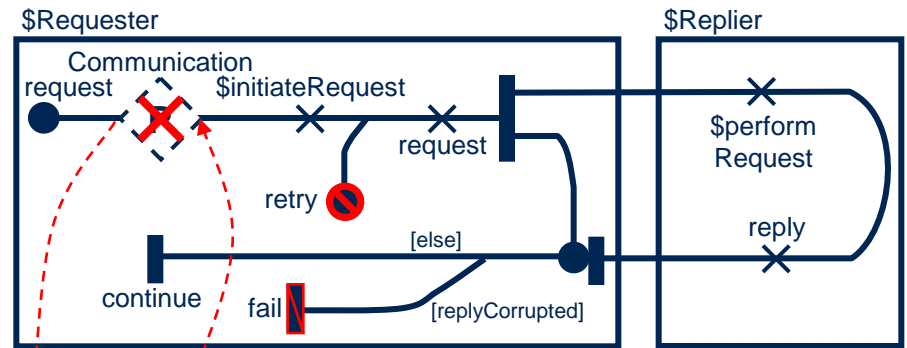 $Requester
$Replier
Communication
request
$initiateRequest
request
$perform
Request
retry
reply
[else]
continue
fail
[replyCorrupted]